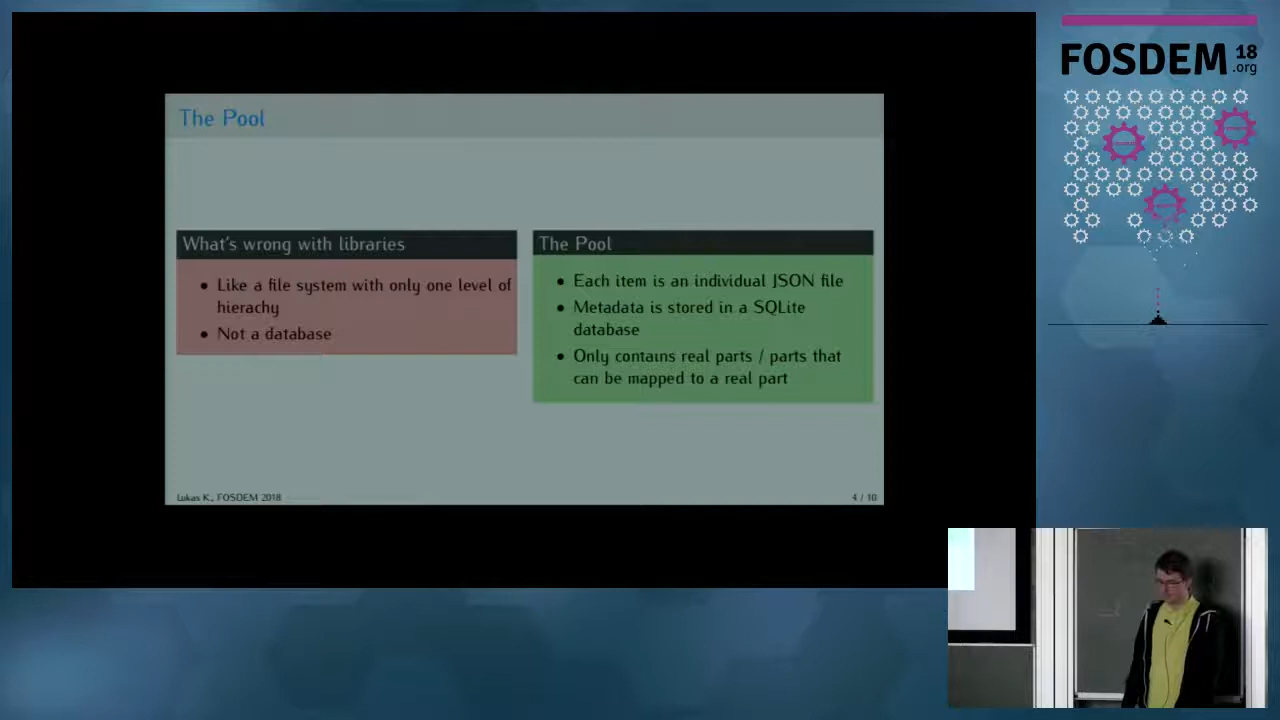 The Pool
What's wrong with libraries
• Like a file system with only one level of
hierachy
• Not a database
The Pool
• Each item is an individual JSON file
• Metadata is stored in a SQLite
database
• Only contains real parts / parts that
can be mapped to a real part
Lukas K., FOSDEM 2018
4 / 10
FOSDEM 18
.org